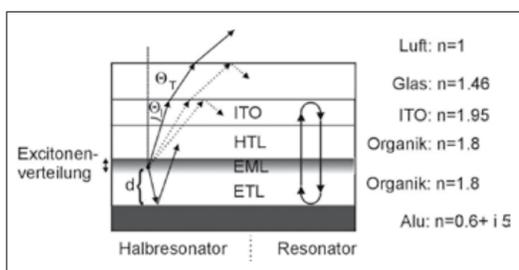 Luft: n=1
Θ_T
Glas: n=1.46
Θ_I
ITO
ITO: n=1.95
HTL
Organik: n=1.8
Excitonen-
verteilung
EML
d{
ETL
Organik: n=1.8
Alu: n=0.6+ i 5
Halbresonator
Resonator